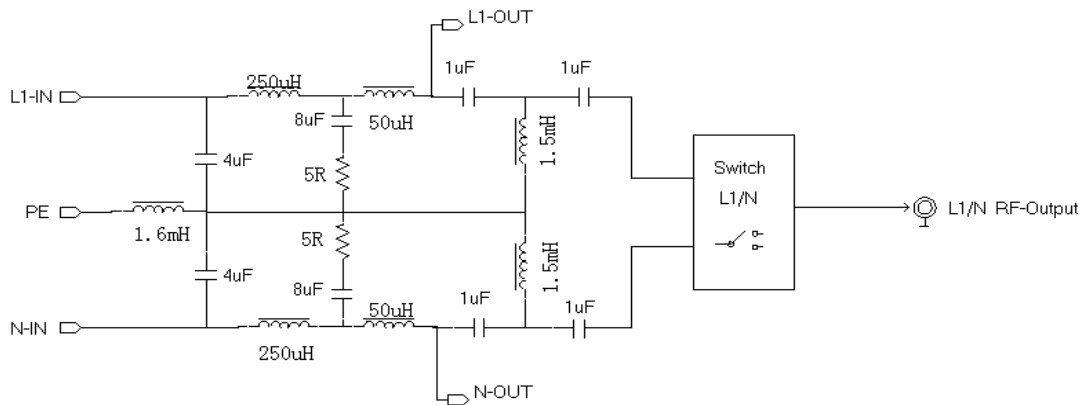 L1-OUT
1uF
1uF
250uH
L1-IN
8uF
50uH
1.5mH
4uF
5R
Switch
L1/N
PE
L1/N RF-Output
1.6mH
5R
1.5mH
4uF
8uF
50uH
1uF
1uF
N-IN
250uH
N-OUT